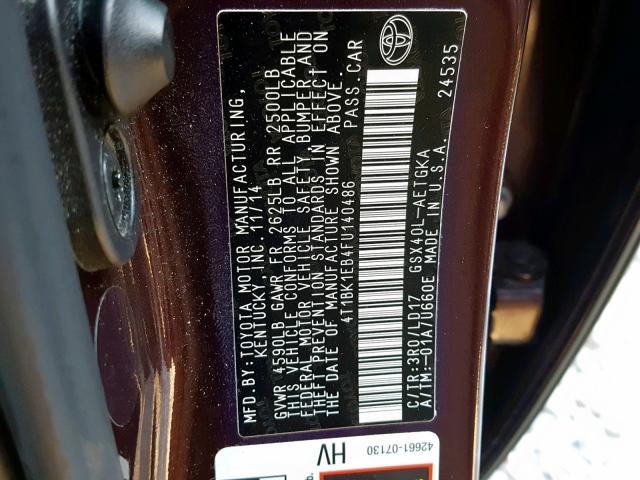 MFD.BY:TOYOTA MOTOR MANUFACTURING,
KENTUCKY, INC. 11/14
GVWR 4590LB GAWR FR 2625LB RR 2500LB
THIS VEHICLE CONFORMS TO ALL APPLICABLE
FEDERAL MOTOR VEHICLE SAFETY, BUMPER, AND
THEFT PREVENTION STANDARDS IN EFFECT ON
THE DATE OF MANUFACTURE SHOWN ABOVE.
4T1BK1EB4FU140486 PASS. CAR
C/TR:3R0/LD17 GSX40L-AETGKA
A/TM:-01A/U660E MADE IN U.S.A. 24535
HV 42661-07130